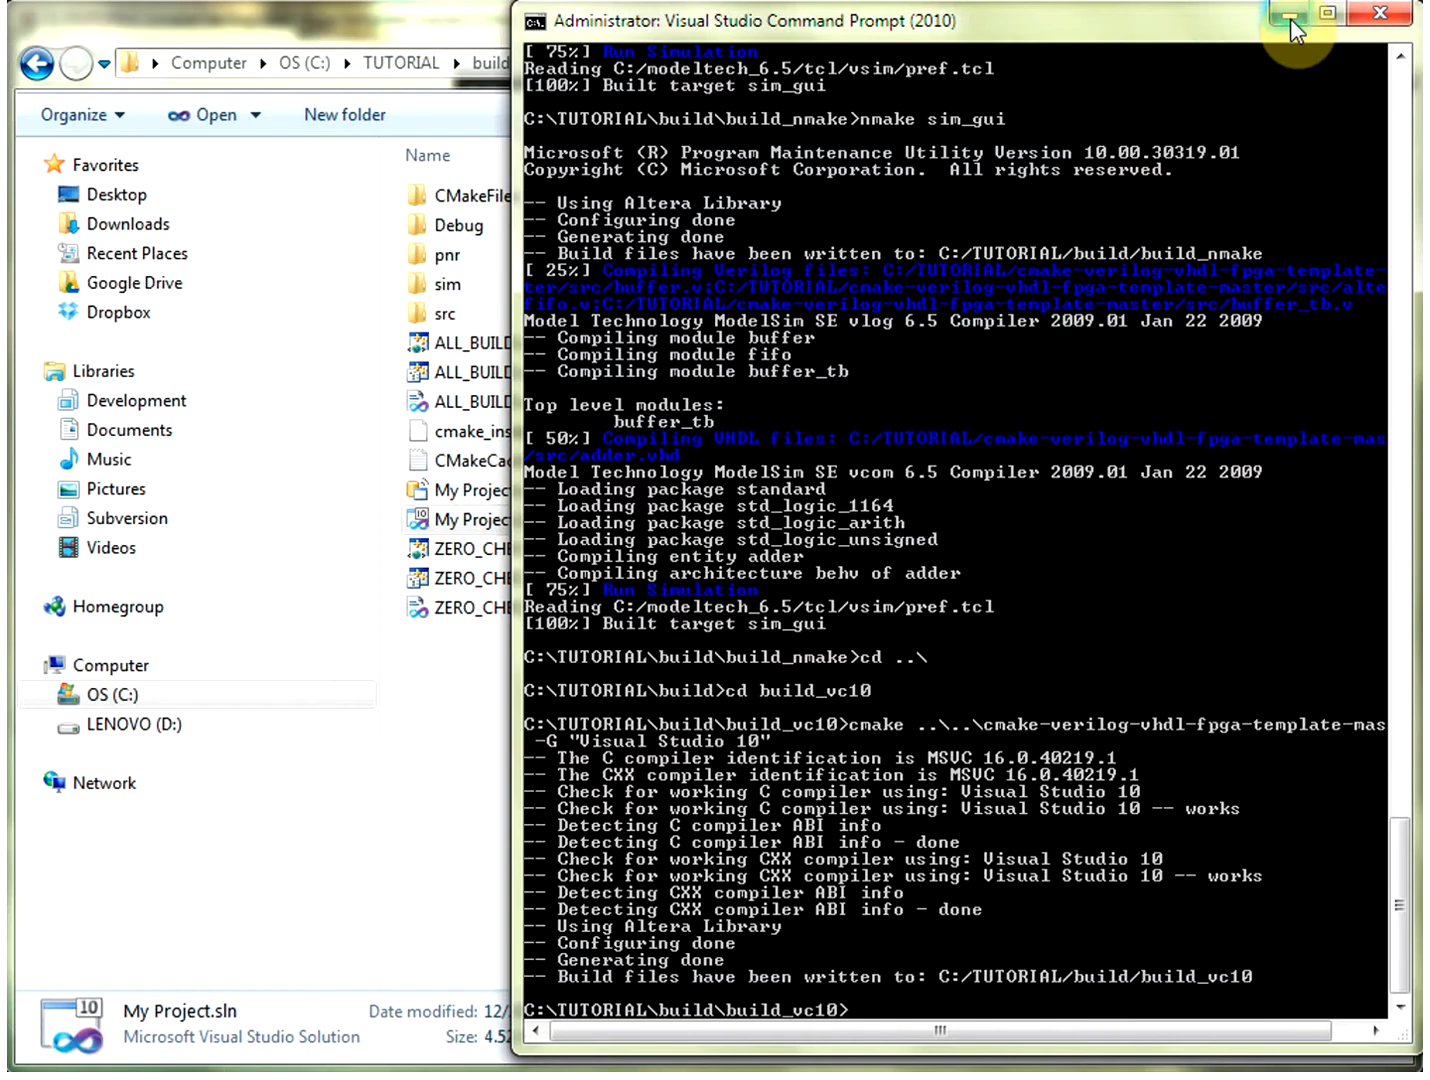 Administrator: Visual Studio Command Prompt (2010)
Computer
OS (C:)
TUTORIAL
build
Organize
Open
New folder
Favorites
Desktop
Downloads
Recent Places
Google Drive
Dropbox
Libraries
Development
Documents
Music
Pictures
Subversion
Videos
Homegroup
Computer
OS (C:)
LENOVO (D:)
Network
Name
CMakeFile
Debug
pnr
sim
src
ALL_BUILD
ALL_BUILD
ALL_BUILD
cmake_ins
CMakeCac
My Projec
10
My Projec
ZERO_CHE
ZERO_CHE
ZERO_CHE
10
My Project.sln
Microsoft Visual Studio Solution
Date modified: 12/
Size: 4.52
[ 75%] Run Simulation
Reading C:/modeltech_6.5/tcl/vsim/pref.tcl
[100%] Built target sim_gui
C:\TUTORIAL\build\build_nmake>nmake sim_gui
Microsoft (R) Program Maintenance Utility Version 10.00.30319.01
Copyright (C) Microsoft Corporation.  All rights reserved.
-- Using Altera Library
-- Configuring done
-- Generating done
-- Build files have been written to: C:/TUTORIAL/build/build_nmake
[ 25%] Compiling Verilog files: C:/TUTORIAL/cmake-verilog-vhdl-fpga-template-
ter/src/buffer.v;C:/TUTORIAL/cmake-verilog-vhdl-fpga-template-master/src/alte
fifo.v;C:/TUTORIAL/cmake-verilog-vhdl-fpga-template-master/src/buffer_tb.v
Model Technology ModelSim SE vlog 6.5 Compiler 2009.01 Jan 22 2009
-- Compiling module buffer
-- Compiling module fifo
-- Compiling module buffer_tb
Top level modules:
buffer_tb
[ 50%] Compiling VHDL files: C:/TUTORIAL/cmake-verilog-vhdl-fpga-template-mas
/src/adder.vhd
Model Technology ModelSim SE vcom 6.5 Compiler 2009.01 Jan 22 2009
-- Loading package standard
-- Loading package std_logic_1164
-- Loading package std_logic_arith
-- Loading package std_logic_unsigned
-- Compiling entity adder
-- Compiling architecture behv of adder
[ 75%] Run Simulation
Reading C:/modeltech_6.5/tcl/vsim/pref.tcl
[100%] Built target sim_gui
C:\TUTORIAL\build\build_nmake>cd ..\
C:\TUTORIAL\build>cd build_vc10
C:\TUTORIAL\build\build_vc10>cmake ..\..\cmake-verilog-vhdl-fpga-template-mas
-G "Visual Studio 10"
-- The C compiler identification is MSVC 16.0.40219.1
-- The CXX compiler identification is MSVC 16.0.40219.1
-- Check for working C compiler using: Visual Studio 10
-- Check for working C compiler using: Visual Studio 10 -- works
-- Detecting C compiler ABI info
-- Detecting C compiler ABI info - done
-- Check for working CXX compiler using: Visual Studio 10
-- Check for working CXX compiler using: Visual Studio 10 -- works
-- Detecting CXX compiler ABI info
-- Detecting CXX compiler ABI info - done
-- Using Altera Library
-- Configuring done
-- Generating done
-- Build files have been written to: C:/TUTORIAL/build/build_vc10
C:\TUTORIAL\build\build_vc10>